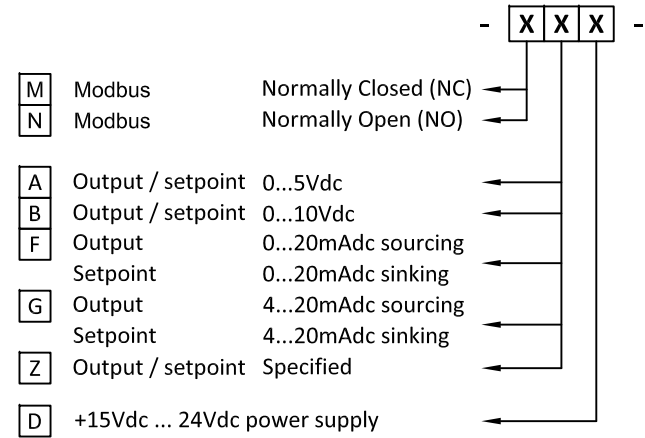 - X X X -
M Modbus Normally Closed (NC)
N Modbus Normally Open (NO)
A Output / setpoint 0...5Vdc
B Output / setpoint 0...10Vdc
F Output 0...20mAdc sourcing
Setpoint 0...20mAdc sinking
G Output 4...20mAdc sourcing
Setpoint 4...20mAdc sinking
Z Output / setpoint Specified
D +15Vdc ... 24Vdc power supply